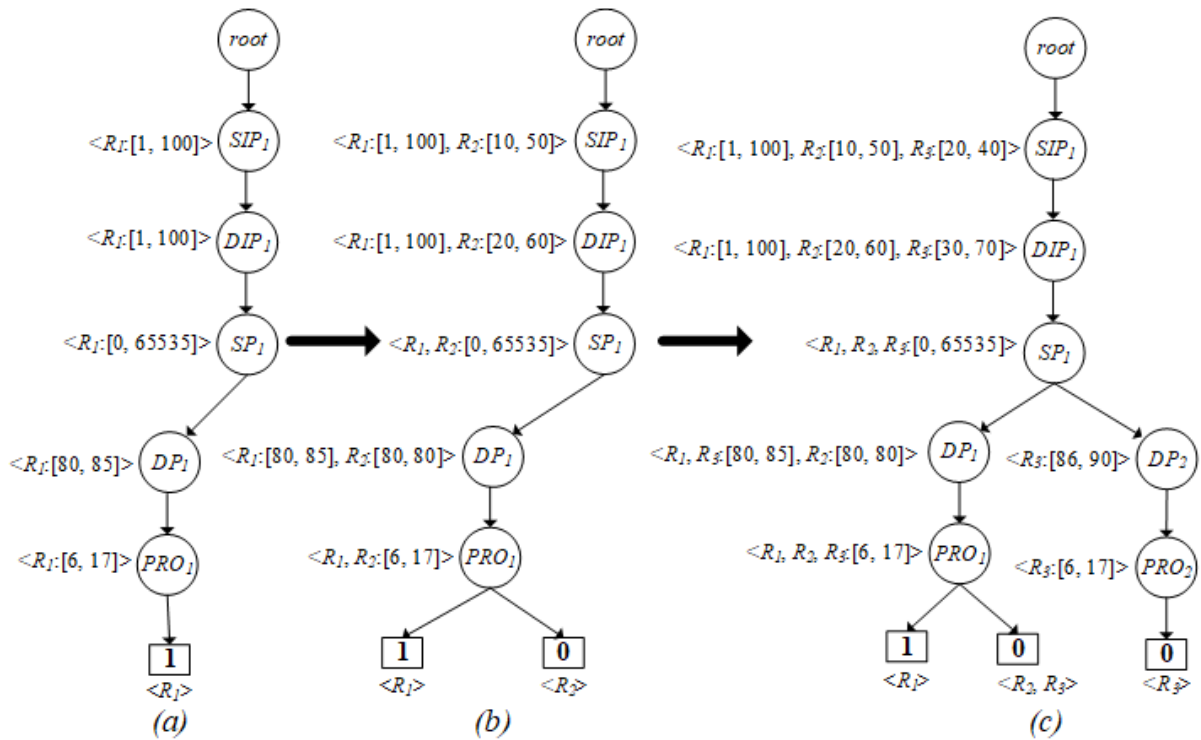 root
SIP1
<R1:[1, 100]>
DIP1
<R1:[1, 100]>
SP1
<R1:[0, 65535]>
DP1
<R1:[80, 85]>
PRO1
<R1:[6, 17]>
1
<R1>
(a)
root
SIP1
<R1:[1, 100], R2:[10, 50]>
DIP1
<R1:[1, 100], R2:[20, 60]>
SP1
<R1, R2:[0, 65535]>
DP1
<R1:[80, 85], R2:[80, 80]>
PRO1
<R1, R2:[6, 17]>
1
0
<R1>
<R2>
(b)
root
SIP1
<R1:[1, 100], R2:[10, 50], R3:[20, 40]>
DIP1
<R1:[1, 100], R2:[20, 60], R3:[30, 70]>
SP1
<R1, R2, R3:[0, 65535]>
DP1
<R1, R3:[80, 85], R2:[80, 80]>
DP2
<R3:[86, 90]>
PRO1
<R1, R2, R3:[6, 17]>
PRO2
<R3:[6, 17]>
1
0
0
<R1>
<R2, R3>
<R3>
(c)